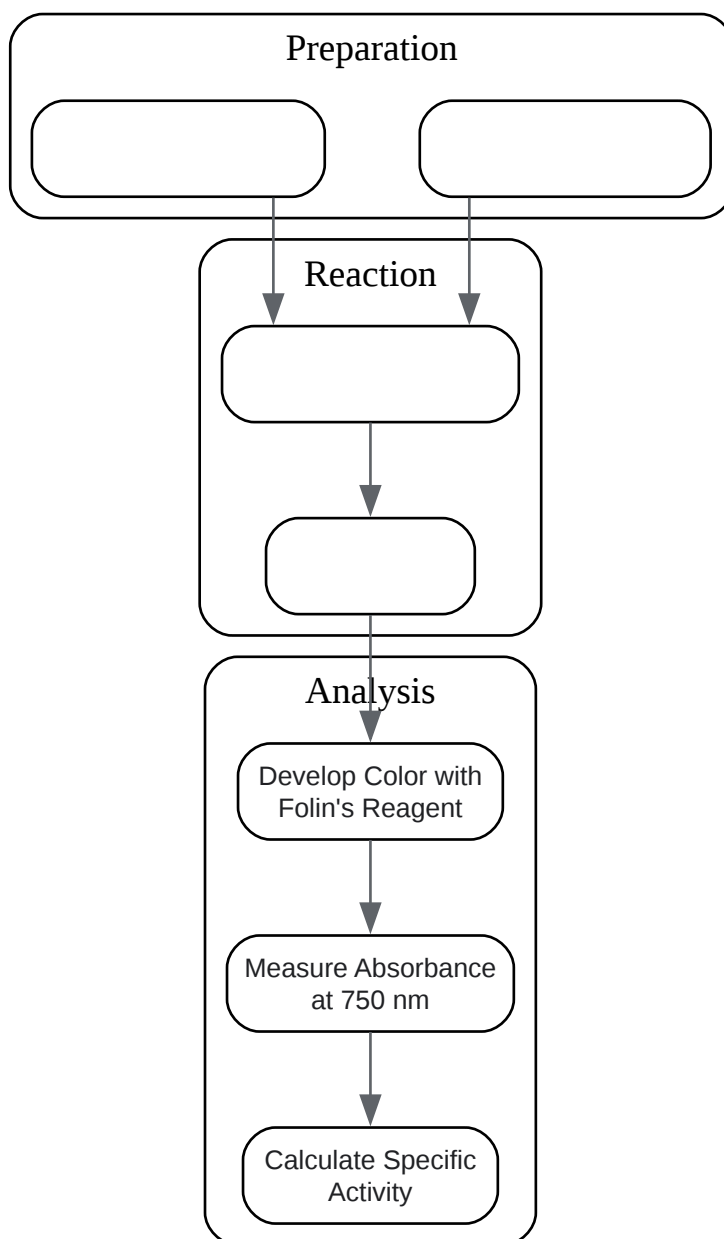 Preparation
Reaction
Analysis
Develop Color with
Folin's Reagent
Measure Absorbance
at 750 nm
Calculate Specific
Activity